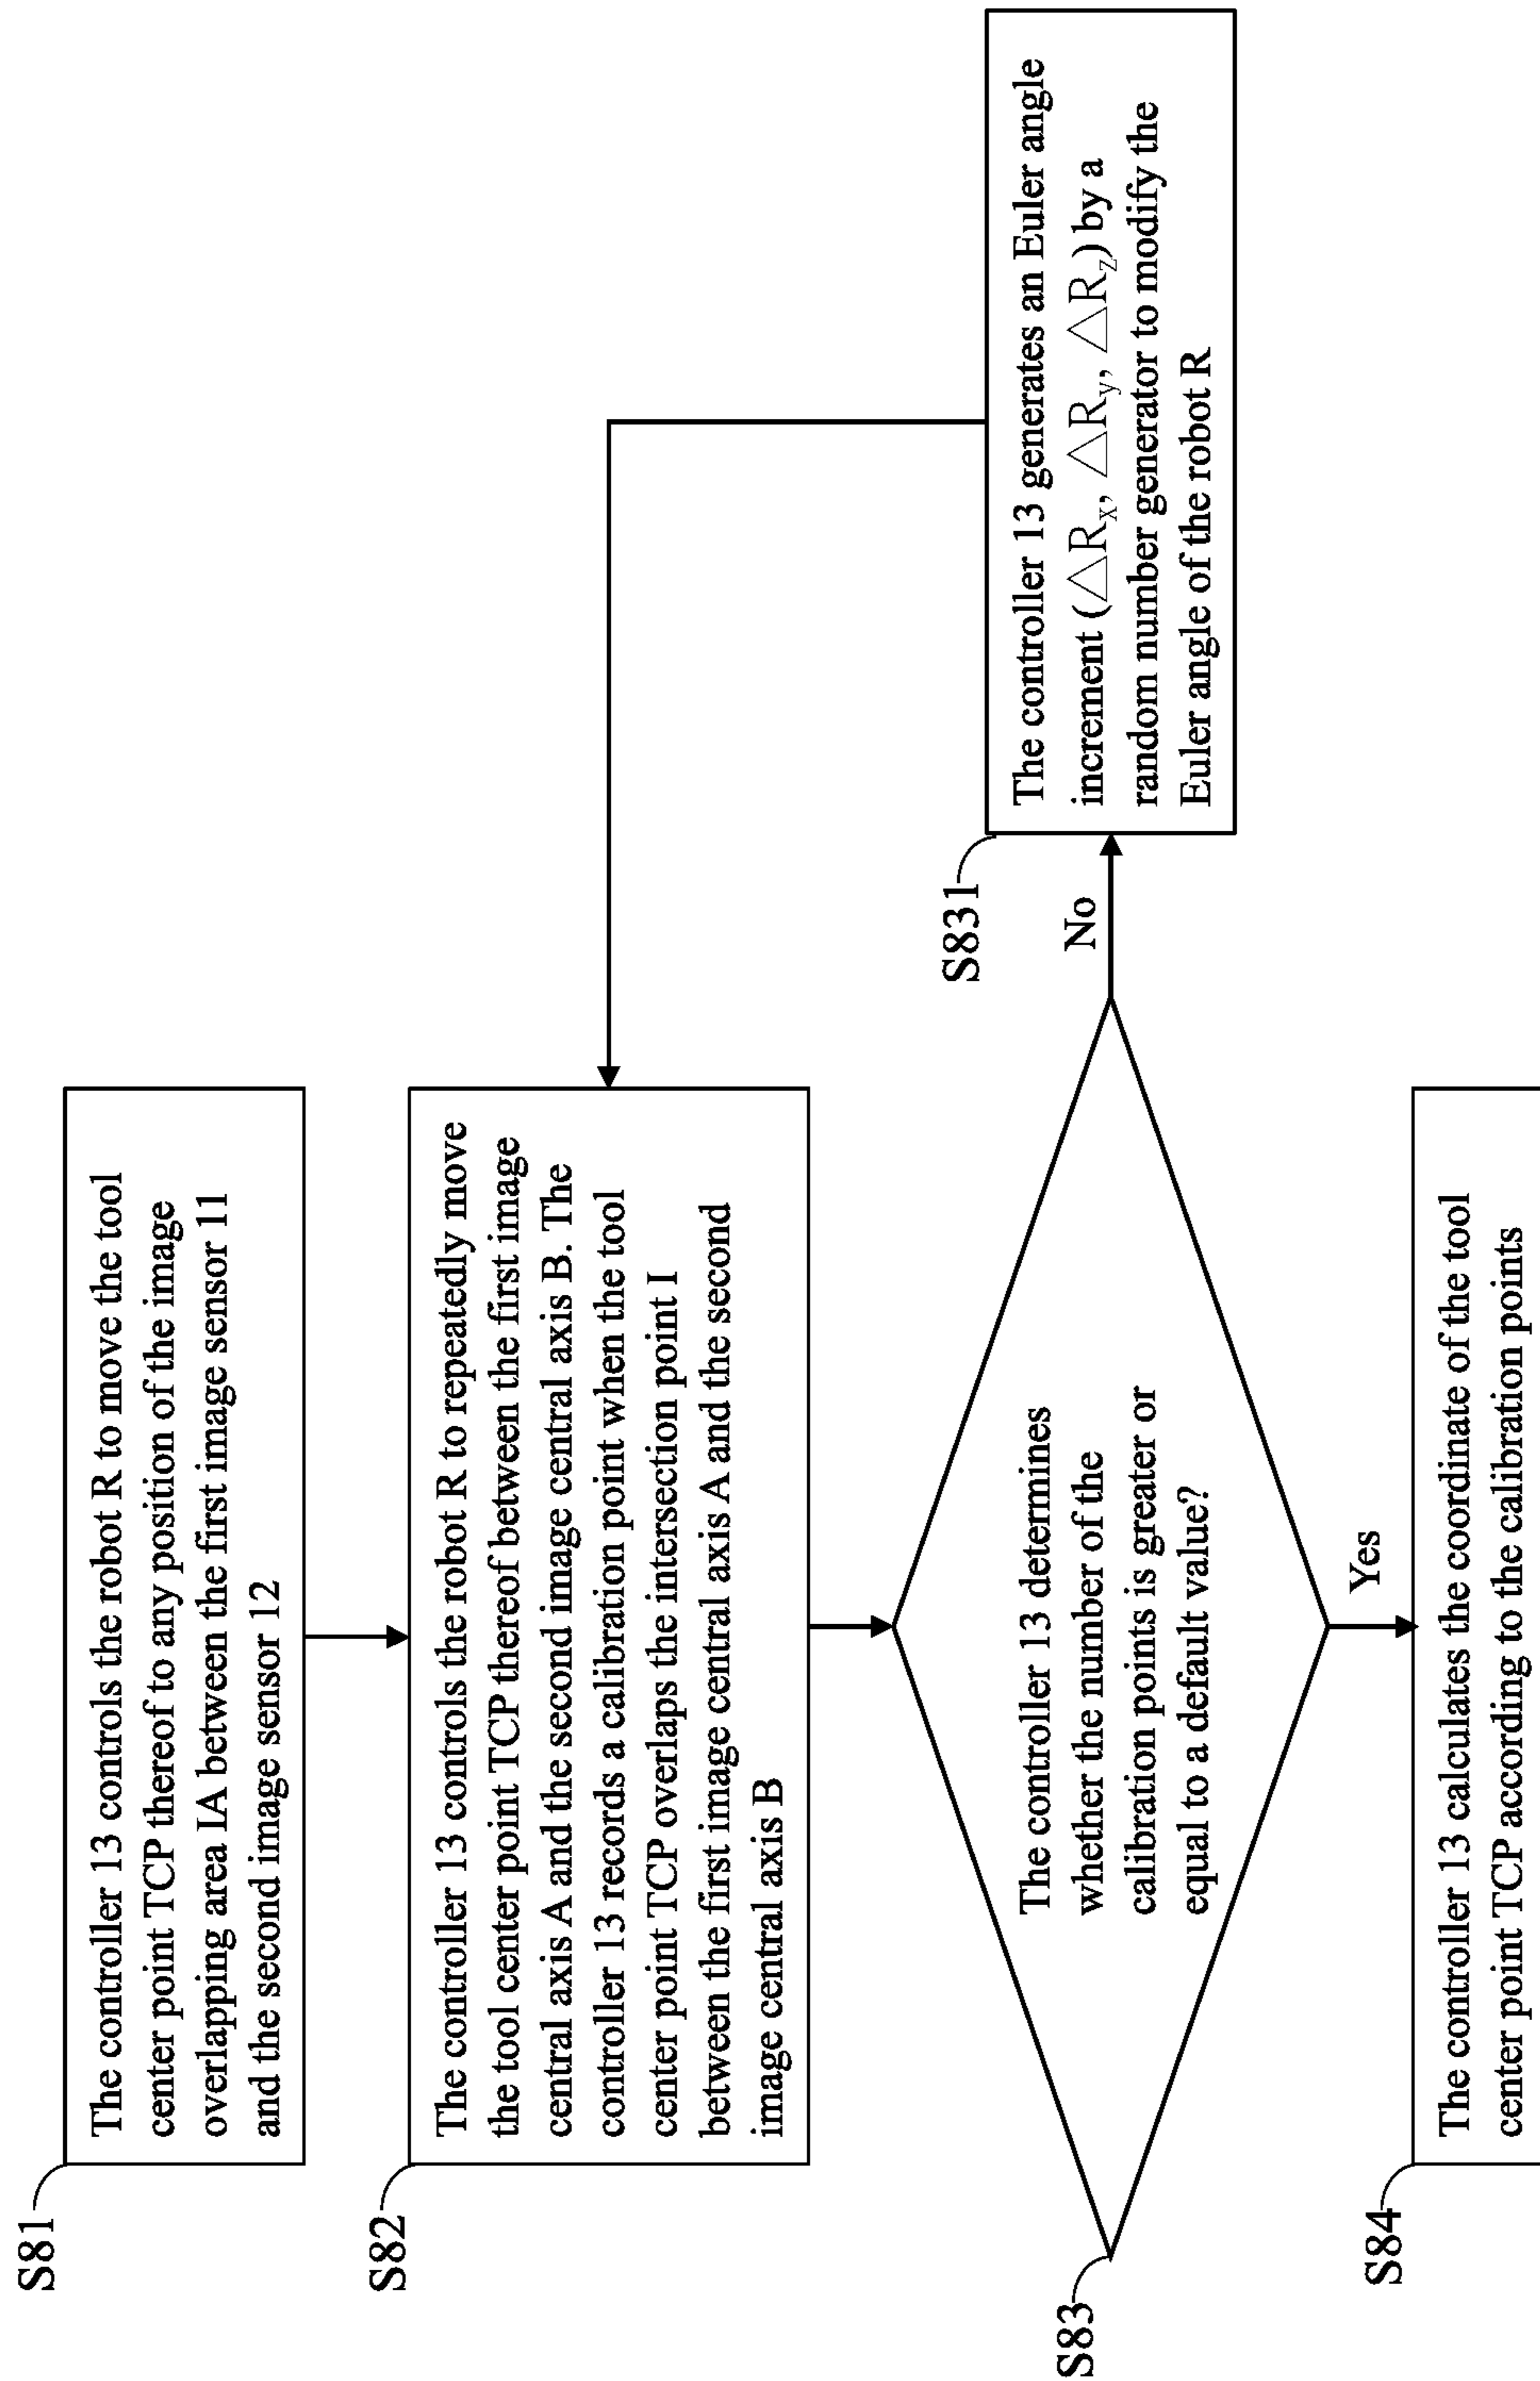 S81
The controller 13 controls the robot R to move the tool
center point TCP thereof to any position of the image
overlapping area IA between the first image sensor 11
and the second image sensor 12
S82
The controller 13 controls the robot R to repeatedly move
the tool center point TCP thereof between the first image
central axis A and the second image central axis B. The
controller 13 records a calibration point when the tool
center point TCP overlaps the intersection point I
between the first image central axis A and the second
image central axis B
S83
The controller 13 determines
whether the number of the
calibration points is greater or
equal to a default value?
No
S831
The controller 13 generates an Euler angle
increment (△Rx, △Ry, △Rz) by a
random number generator to modify the
Euler angle of the robot R
Yes
S84
The controller 13 calculates the coordinate of the tool
center point TCP according to the calibration points